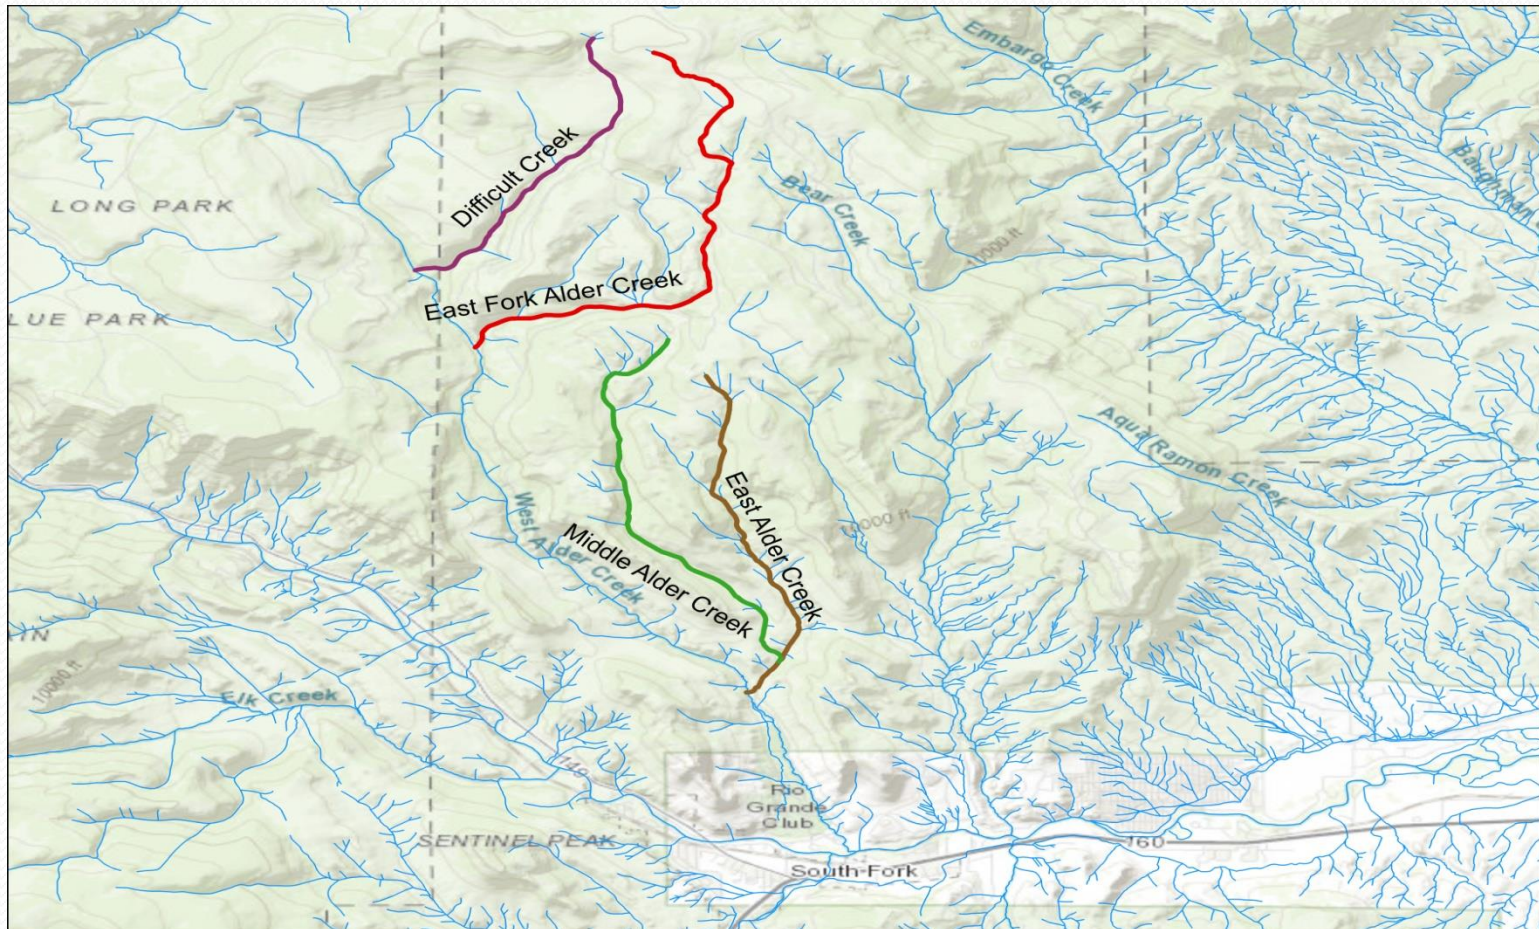 Embargo Creek
Baughman
Difficult Creek
Bear Creek
LONG PARK
10000 ft
East Fork Alder Creek
LUE PARK
Aqua Ramon Creek
West Alder Creek
10000 ft
East Alder Creek
Middle Alder Creek
LIN
10000 ft
Elk Creek
149
Rio
Grande
Club
SENTINEL PEAK
160
South Fork